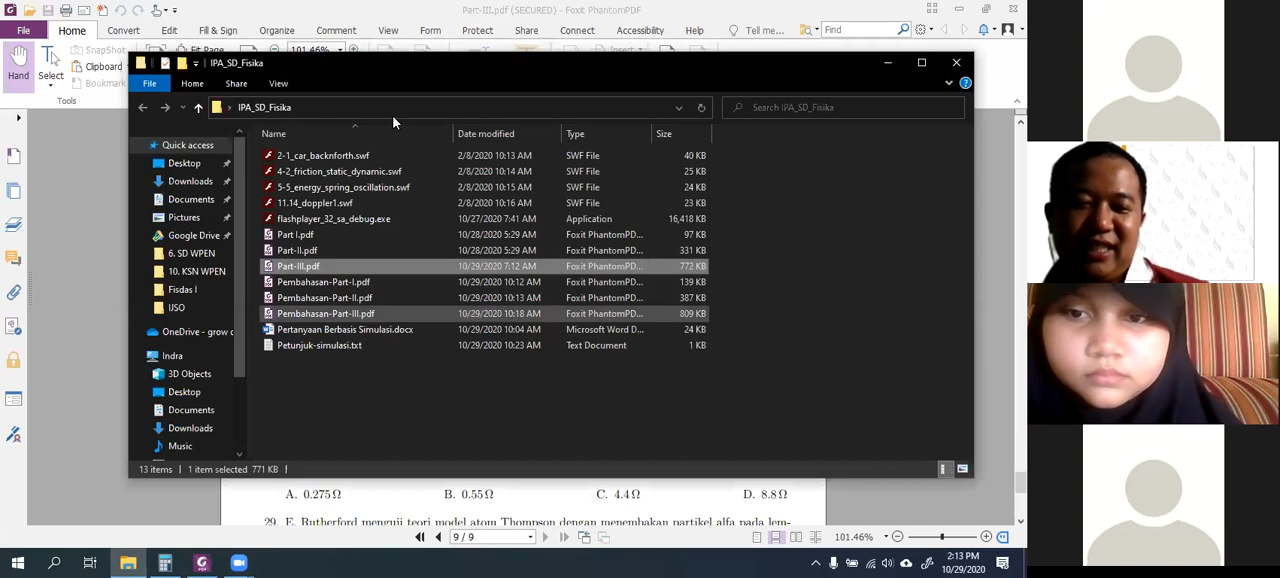 Part-III.pdf (SECURED) - Foxit PhantomPDF
File Home Convert Edit Fill & Sign Organize Comment View Form Protect Share Connect Accessibility Help Tell me... Find
Hand
Select
SnapShot
Clipboard
Bookmark
Tools
Fit Page
101.46%
IPA_SD_Fisika
File Home Share View
IPA_SD_Fisika Search IPA_SD_Fisika
Name Date modified Type Size
2-1_car_backnforth.swf 2/8/2020 10:13 AM SWF File 40 KB
4-2_friction_static_dynamic.swf 2/8/2020 10:14 AM SWF File 25 KB
5-5_energy_spring_oscillation.swf 2/8/2020 10:15 AM SWF File 24 KB
11.14_doppler1.swf 2/8/2020 10:16 AM SWF File 23 KB
flashplayer_32_sa_debug.exe 10/27/2020 7:41 AM Application 16,418 KB
Part I.pdf 10/28/2020 5:29 AM Foxit PhantomPD... 97 KB
Part-II.pdf 10/28/2020 5:29 AM Foxit PhantomPD... 331 KB
Part-III.pdf 10/29/2020 7:12 AM Foxit PhantomPD... 772 KB
Pembahasan-Part-I.pdf 10/29/2020 10:12 AM Foxit PhantomPD... 139 KB
Pembahasan-Part-II.pdf 10/29/2020 10:13 AM Foxit PhantomPD... 387 KB
Pembahasan-Part-III.pdf 10/29/2020 10:18 AM Foxit PhantomPD... 809 KB
Pertanyaan Berbasis Simulasi.docx 10/29/2020 10:04 AM Microsoft Word D... 24 KB
Petunjuk-simulasi.txt 10/29/2020 10:23 AM Text Document 1 KB
Quick access
Desktop
Downloads
Documents
Pictures
Google Drive
6. SD WPEN
10. KSN WPEN
Fisdas I
IJSO
OneDrive - grow
Indra
3D Objects
Desktop
Documents
Downloads
Music
13 items 1 item selected 771 KB
A. 0.275 Ω B. 0.55 Ω C. 4.4 Ω D. 8.8 Ω
29. E. Rutherford menguji teori model atom Thompson dengan menembakan partikel alfa pada lem-
9 / 9 101.46%
2:13 PM
10/29/2020